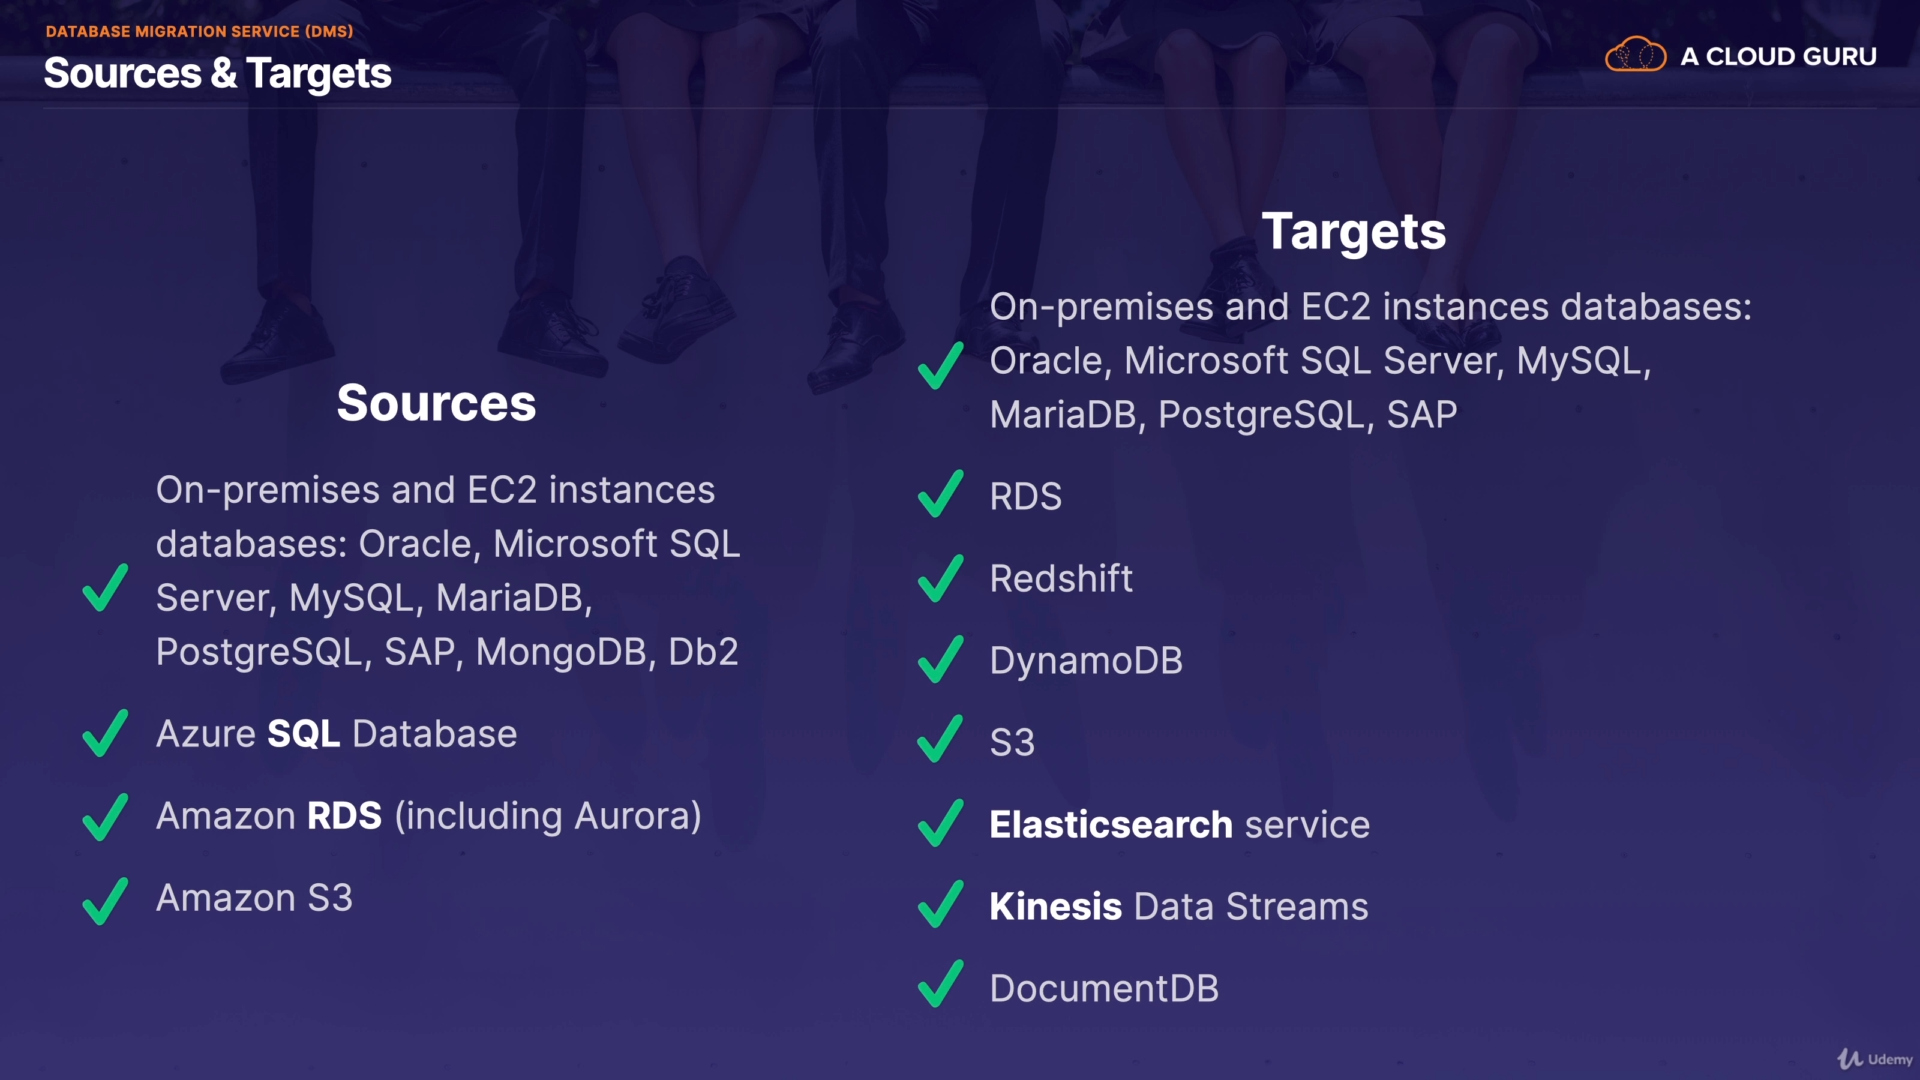 DATABASE MIGRATION SERVICE (DMS)
Sources & Targets
A CLOUD GURU
Sources
On-premises and EC2 instances
databases: Oracle, Microsoft SQL
Server, MySQL, MariaDB,
PostgreSQL, SAP, MongoDB, Db2
Azure SQL Database
Amazon RDS (including Aurora)
Amazon S3
Targets
On-premises and EC2 instances databases:
Oracle, Microsoft SQL Server, MySQL,
MariaDB, PostgreSQL, SAP
RDS
Redshift
DynamoDB
S3
Elasticsearch service
Kinesis Data Streams
DocumentDB
Udemy